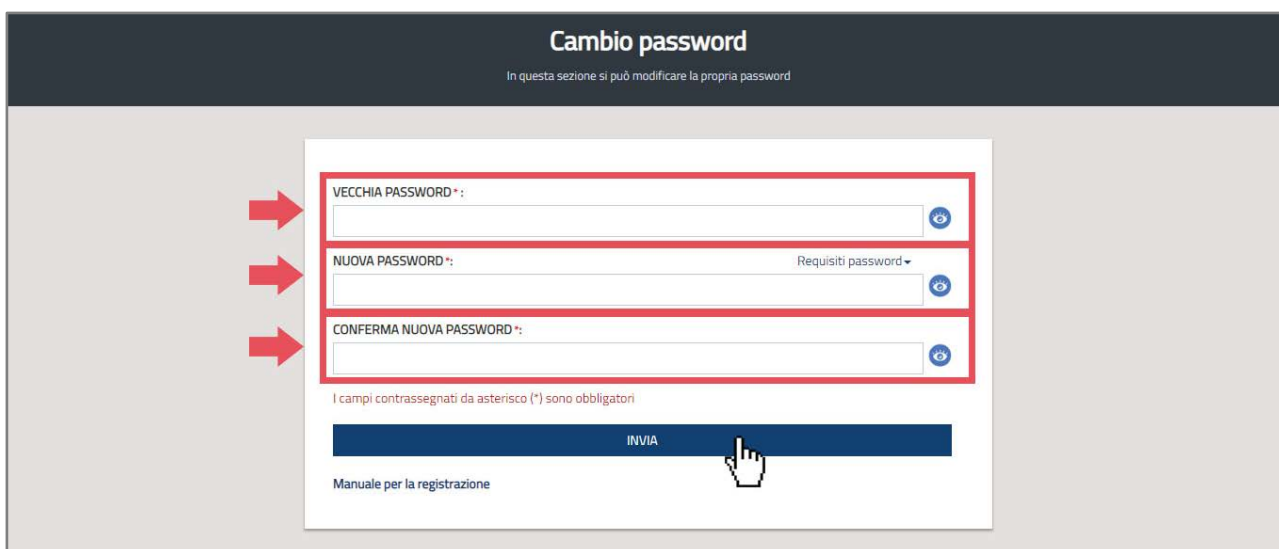 Cambio password
In questa sezione si può modificare la propria password
VECCHIA PASSWORD*:
NUOVA PASSWORD*:
Requisiti password
CONFERMA NUOVA PASSWORD*:
I campi contrassegnati da asterisco (*) sono obbligatori
INVIA
Manuale per la registrazione